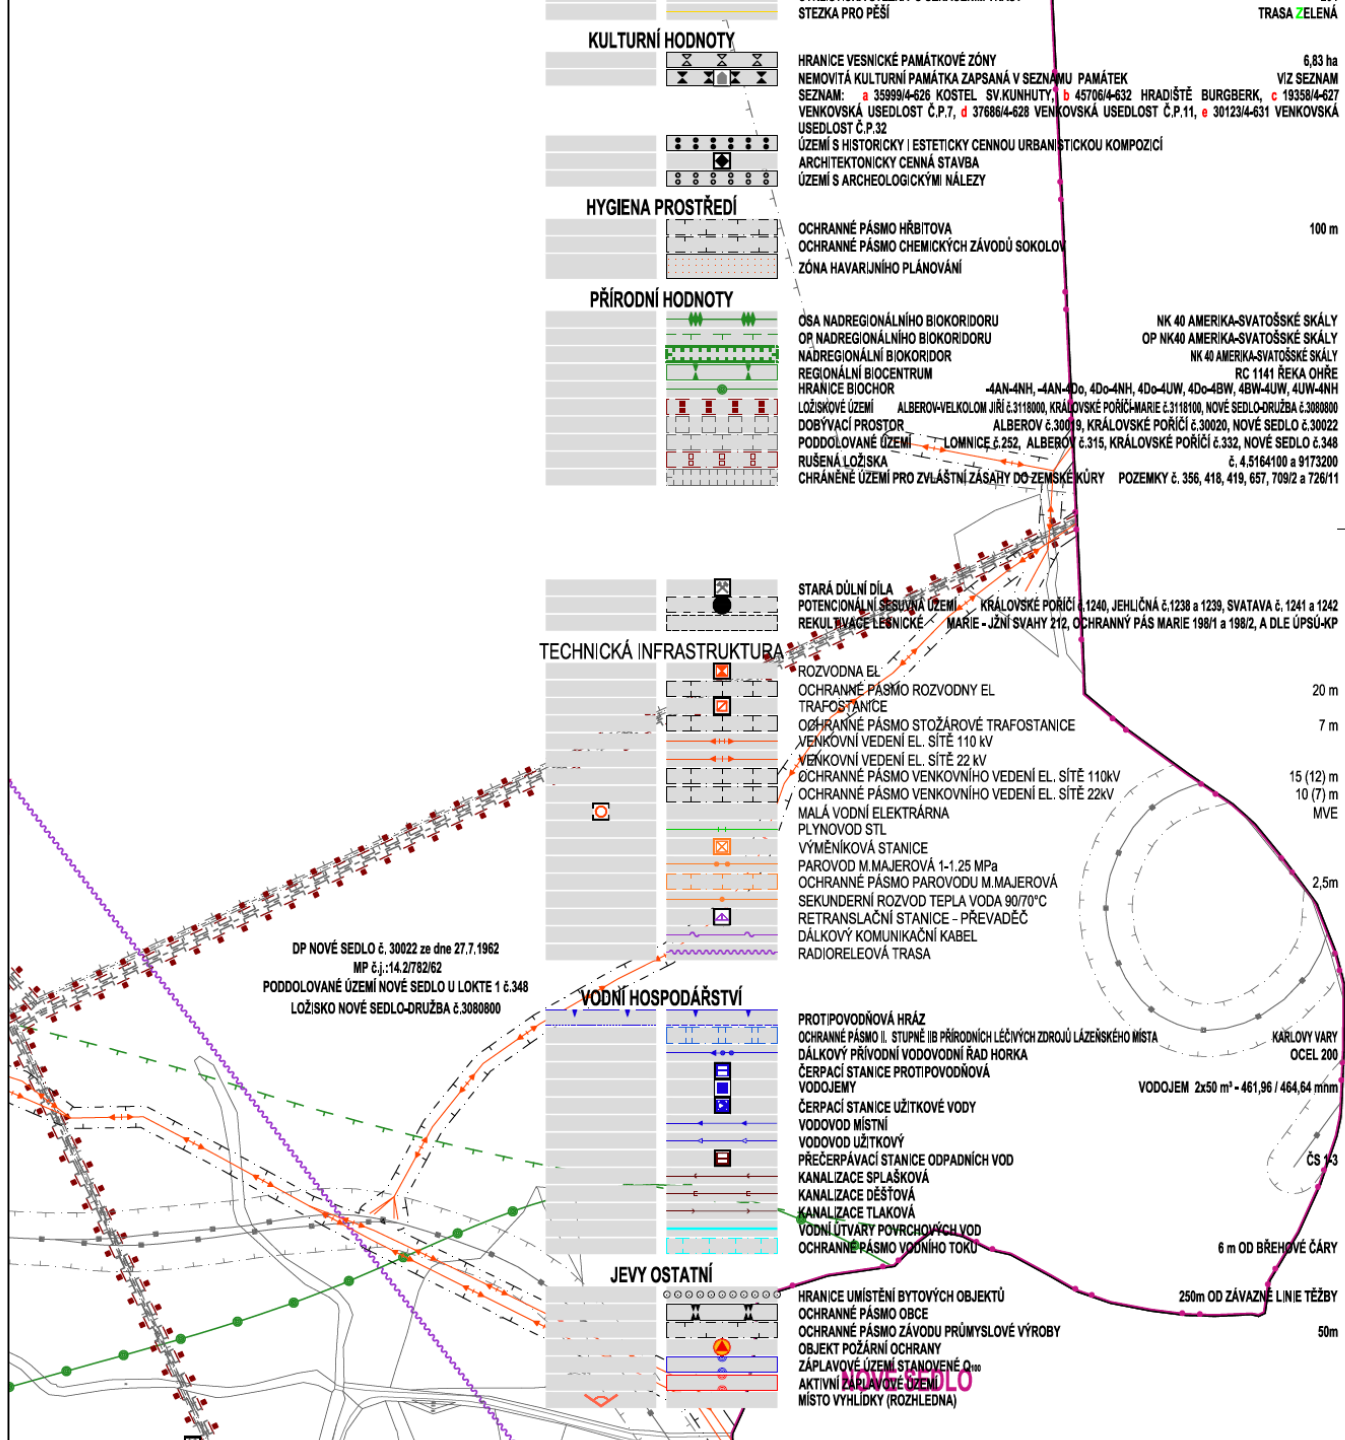 STEZKA PRO PĚŠÍ TRASA ZELENÁ
KULTURNÍ HODNOTY
HRANICE VESNICKÉ PAMÁTKOVÉ ZÓNY 6,83 ha
NEMOVITÁ KULTURNÍ PAMÁTKA ZAPSANÁ V SEZNAMU PAMÁTEK VIZ SEZNAM
SEZNAM: a 35999/4-626 KOSTEL SV.KUNHUTY, b 45706/4-632 HRADIŠTĚ BURGBERK, c 19358/4-627
VENKOVSKÁ USEDLOST Č.P.7, d 37686/4-628 VENKOVSKÁ USEDLOST Č.P.11, e 30123/4-631 VENKOVSKÁ
USEDLOST Č.P.32
ÚZEMÍ S HISTORICKY I ESTETICKY CENNOU URBANISTICKOU KOMPOZICÍ
ARCHITEKTONICKY CENNÁ STAVBA
ÚZEMÍ S ARCHEOLOGICKÝMI NÁLEZY
HYGIENA PROSTŘEDÍ
OCHRANNÉ PÁSMO HŘBITOVA 100 m
OCHRANNÉ PÁSMO CHEMICKÝCH ZÁVODŮ SOKOLOV
ZÓNA HAVARIJNÍHO PLÁNOVÁNÍ
PŘÍRODNÍ HODNOTY
OSA NADREGIONÁLNÍHO BIOKORIDORU NK 40 AMERIKA-SVATOŠSKÉ SKÁLY
OP NADREGIONÁLNÍHO BIOKORIDORU OP NK40 AMERIKA-SVATOŠSKÉ SKÁLY
NADREGIONÁLNÍ BIOKORIDOR NK 40 AMERIKA-SVATOŠSKÉ SKÁLY
REGIONÁLNÍ BIOCENTRUM RC 1141 ŘEKA OHŘE
HRANICE BIOCHOR -4AN-4NH, -4AN-4Do, 4Do-4NH, 4Do-4UW, 4Do-4BW, 4BW-4UW, 4UW-4NH
LOŽISKOVÉ ÚZEMÍ ALBEROV-VELKOLOM JIŘÍ č.3118000, KRÁLOVSKÉ POŘÍČÍ-MARIE č.3118100, NOVÉ SEDLO-DRUŽBA č.3080800
DOBÝVACÍ PROSTOR ALBEROV č.30019, KRÁLOVSKÉ POŘÍČÍ č.30020, NOVÉ SEDLO č.30022
PODDOLOVANÉ ÚZEMÍ LOMNICE č.252, ALBEROV č.315, KRÁLOVSKÉ POŘÍČÍ č.332, NOVÉ SEDLO č.348
RUŠENÁ LOŽISKA č. 4,5164100 a 9173200
CHRÁNĚNÉ ÚZEMÍ PRO ZVLÁŠTNÍ ZÁSAHY DO ZEMSKÉ KŮRY POZEMKY č. 356, 418, 419, 657, 709/2 a 726/11
STARÁ DŮLNÍ DÍLA
POTENCIONÁLNÍ SESUVNÁ ÚZEMÍ KRÁLOVSKÉ POŘÍČÍ č.1240, JEHLIČNÁ č.1238 a 1239, SVATAVA č. 1241 a 1242
REKULTIVACE LESNICKÉ MARIE - JŽNÍ SVAHY 212, OCHRANNÝ PÁS MARIE 198/1 a 198/2, A DLE ÚPSÚ-KP
TECHNICKÁ INFRASTRUKTURA
ROZVODNA EL
OCHRANNÉ PÁSMO ROZVODNY EL 20 m
TRAFOSTANICE
OCHRANNÉ PÁSMO STOŽÁROVÉ TRAFOSTANICE 7 m
VENKOVNÍ VEDENÍ EL. SÍTĚ 110 kV
VENKOVNÍ VEDENÍ EL. SÍTĚ 22 kV
OCHRANNÉ PÁSMO VENKOVNÍHO VEDENÍ EL. SÍTĚ 110kV 15 (12) m
OCHRANNÉ PÁSMO VENKOVNÍHO VEDENÍ EL. SÍTĚ 22kV 10 (7) m
MALÁ VODNÍ ELEKTRÁRNA MVE
PLYNOVOD STL
VÝMĚNÍKOVÁ STANICE
PAROVOD M.MAJEROVÁ 1-1.25 MPa
OCHRANNÉ PÁSMO PAROVODU M.MAJEROVÁ 2,5m
SEKUNDERNÍ ROZVOD TEPLA VODA 90/70°C
RETRANSLAČNÍ STANICE - PŘEVADĚČ
DÁLKOVÝ KOMUNIKAČNÍ KABEL
RADIORELEOVÁ TRASA
DP NOVÉ SEDLO č. 30022 ze dne 27.7.1962
MP č.j.:14.2/782/62
PODDOLOVANÉ ÚZEMÍ NOVÉ SEDLO U LOKTE 1 č.348
LOŽISKO NOVÉ SEDLO-DRUŽBA č.3080800
VODNÍ HOSPODÁŘSTVÍ
PROTIPOVODŇOVÁ HRÁZ
OCHRANNÉ PÁSMO II. STUPNĚ IIB PŘÍRODNÍCH LÉČIVÝCH ZDROJŮ LÁZEŇSKÉHO MÍSTA KARLOVY VARY
DÁLKOVÝ PŘÍVODNÍ VODOVODNÍ ŘAD HORKA OCEL 200
ČERPACÍ STANICE PROTIPOVODŇOVÁ
VODOJEMY VODOJEM 2x50 m³ - 461,96 / 464,64 mnm
ČERPACÍ STANICE UŽITKOVÉ VODY
VODOVOD MÍSTNÍ
VODOVOD UŽITKOVÝ
PŘEČERPÁVACÍ STANICE ODPADNÍCH VOD ČS 1-3
KANALIZACE SPLAŠKOVÁ
KANALIZACE DĚŠŤOVÁ
KANALIZACE TLAKOVÁ
VODNÍ ÚTVARY POVRCHOVÝCH VOD
OCHRANNÉ PÁSMO VODNÍHO TOKU 6 m OD BŘEHOVÉ ČÁRY
JEVY OSTATNÍ
HRANICE UMÍSTĚNÍ BYTOVÝCH OBJEKTŮ 250m OD ZÁVAZNÉ LINIE TĚŽBY
OCHRANNÉ PÁSMO OBCE
OCHRANNÉ PÁSMO ZÁVODU PRŮMYSLOVÉ VÝROBY 50m
OBJEKT POŽÁRNÍ OCHRANY
ZÁPLAVOVÉ ÚZEMÍ STANOVENÉ Q100
AKTIVNÍ ZÁPLAVOVÉ ÚZEMÍ
NOVÉ SEDLO
MÍSTO VYHLÍDKY (ROZHLEDNA)